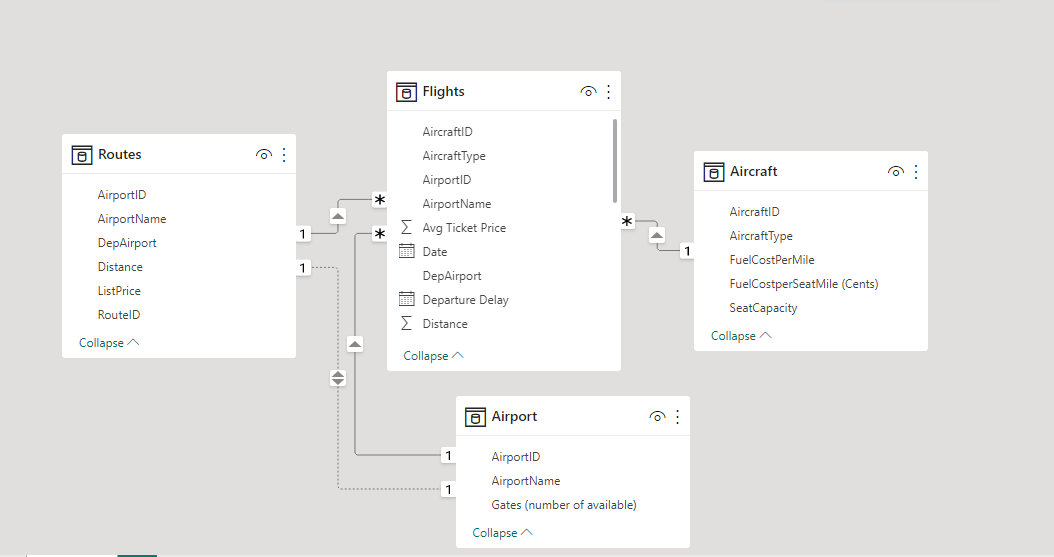 Routes
AirportID
AirportName
DepAirport
Distance
ListPrice
RouteID
Collapse
1
1
*
*
Flights
AircraftID
AircraftType
AirportID
AirportName
Avg Ticket Price
Date
DepAirport
Departure Delay
Distance
Collapse
*
1
Aircraft
AircraftID
AircraftType
FuelCostPerMile
FuelCostperSeatMile (Cents)
SeatCapacity
Collapse
1
1
Airport
AirportID
AirportName
Gates (number of available)
Collapse